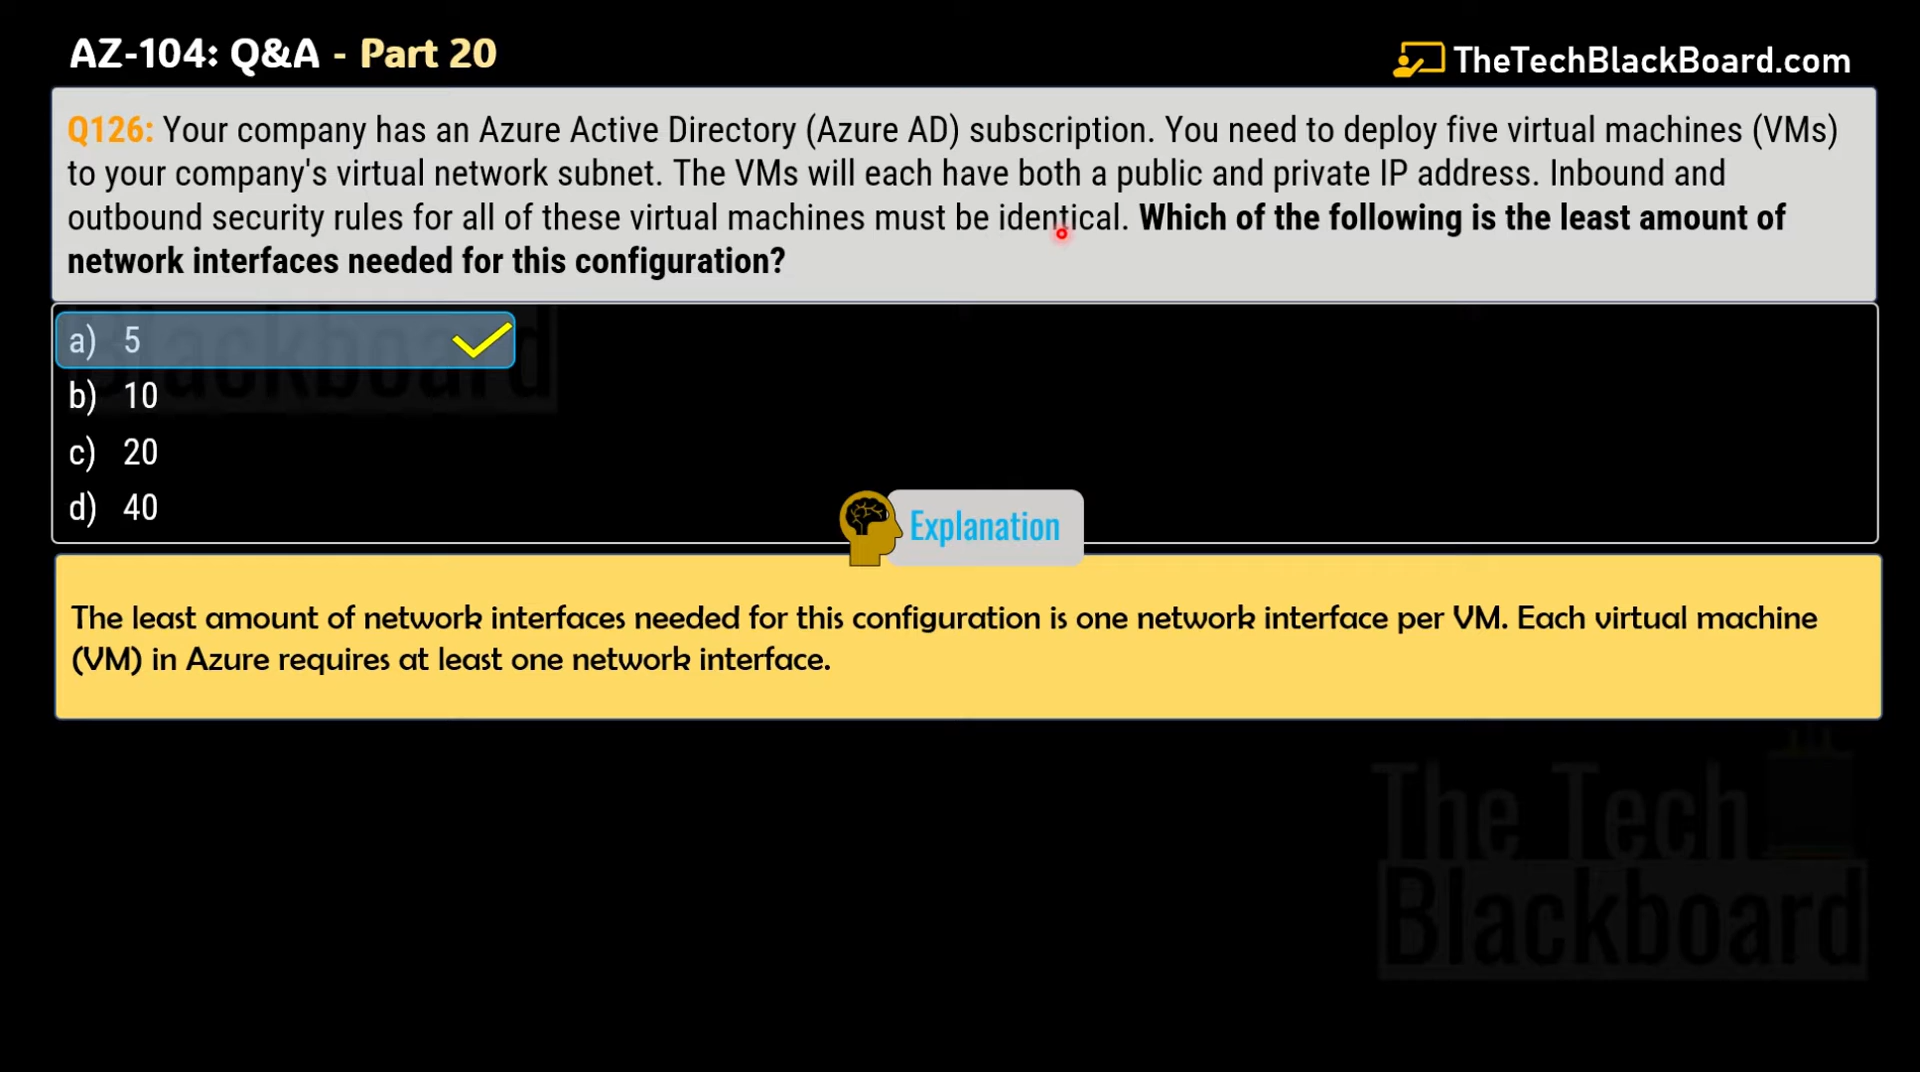 AZ-104: Q&A - Part 20
TheTechBlackBoard.com
Q126: Your company has an Azure Active Directory (Azure AD) subscription. You need to deploy five virtual machines (VMs)
to your company's virtual network subnet. The VMs will each have both a public and private IP address. Inbound and
outbound security rules for all of these virtual machines must be identical. Which of the following is the least amount of
network interfaces needed for this configuration?
a) 5
b) 10
c) 20
d) 40
Blackboard
Explanation
The least amount of network interfaces needed for this configuration is one network interface per VM. Each virtual machine
(VM) in Azure requires at least one network interface.
The Tech
Blackboard